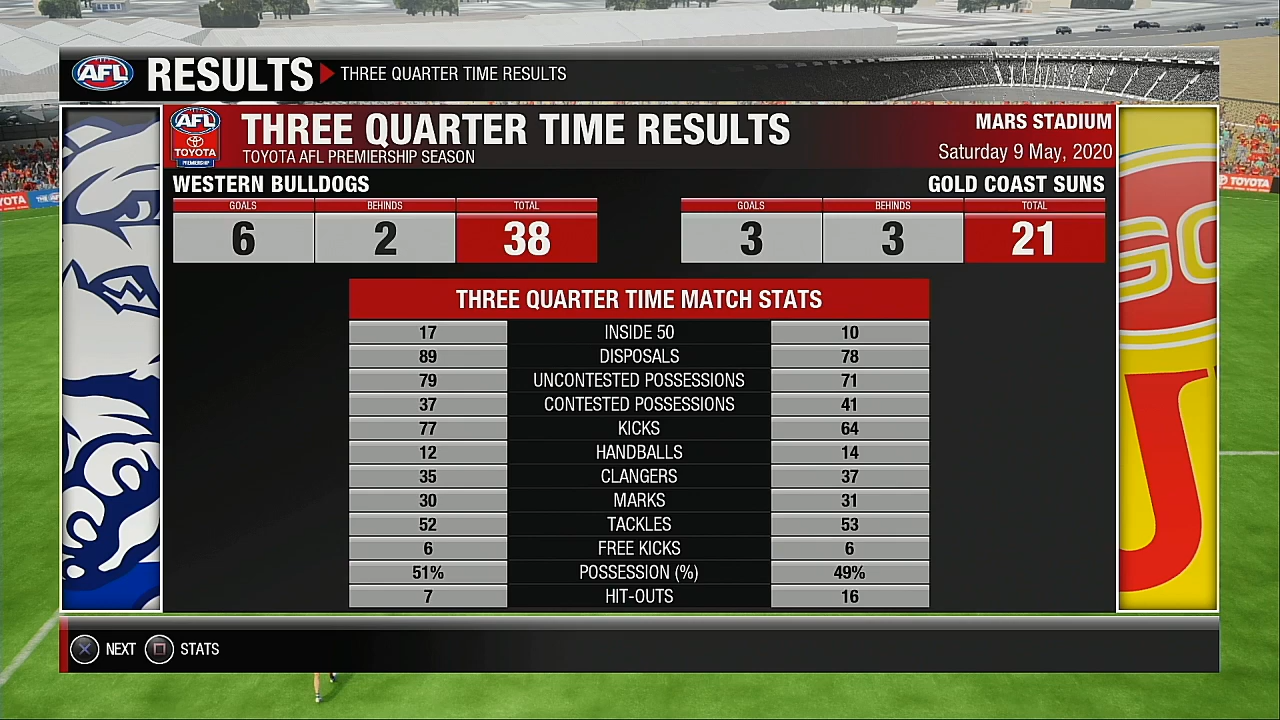 AFL RESULTS THREE QUARTER TIME RESULTS
AFL TOYOTA PREMIERSHIP
THREE QUARTER TIME RESULTS
TOYOTA AFL PREMIERSHIP SEASON
MARS STADIUM
Saturday 9 May, 2020
WESTERN BULLDOGS GOLD COAST SUNS
GOALS BEHINDS TOTAL GOALS BEHINDS TOTAL
6 2 38 3 3 21
THREE QUARTER TIME MATCH STATS
17 INSIDE 50 10
89 DISPOSALS 78
79 UNCONTESTED POSSESSIONS 71
37 CONTESTED POSSESSIONS 41
77 KICKS 64
12 HANDBALLS 14
35 CLANGERS 37
30 MARKS 31
52 TACKLES 53
6 FREE KICKS 6
51% POSSESSION (%) 49%
7 HIT-OUTS 16
NEXT STATS
TOYOTA